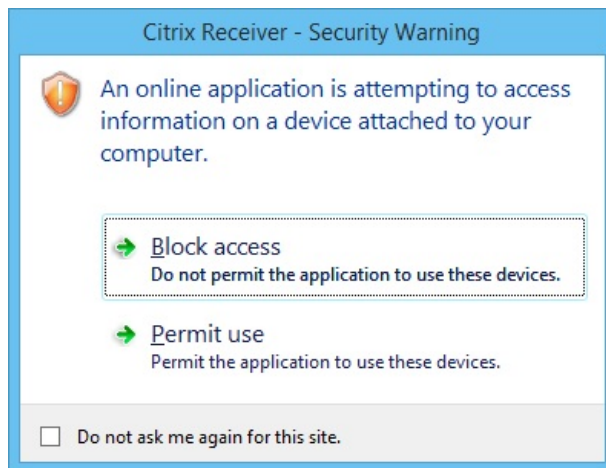 Citrix Receiver - Security Warning
An online application is attempting to access
information on a device attached to your
computer.
Block access
Do not permit the application to use these devices.
Permit use
Permit the application to use these devices.
Do not ask me again for this site.